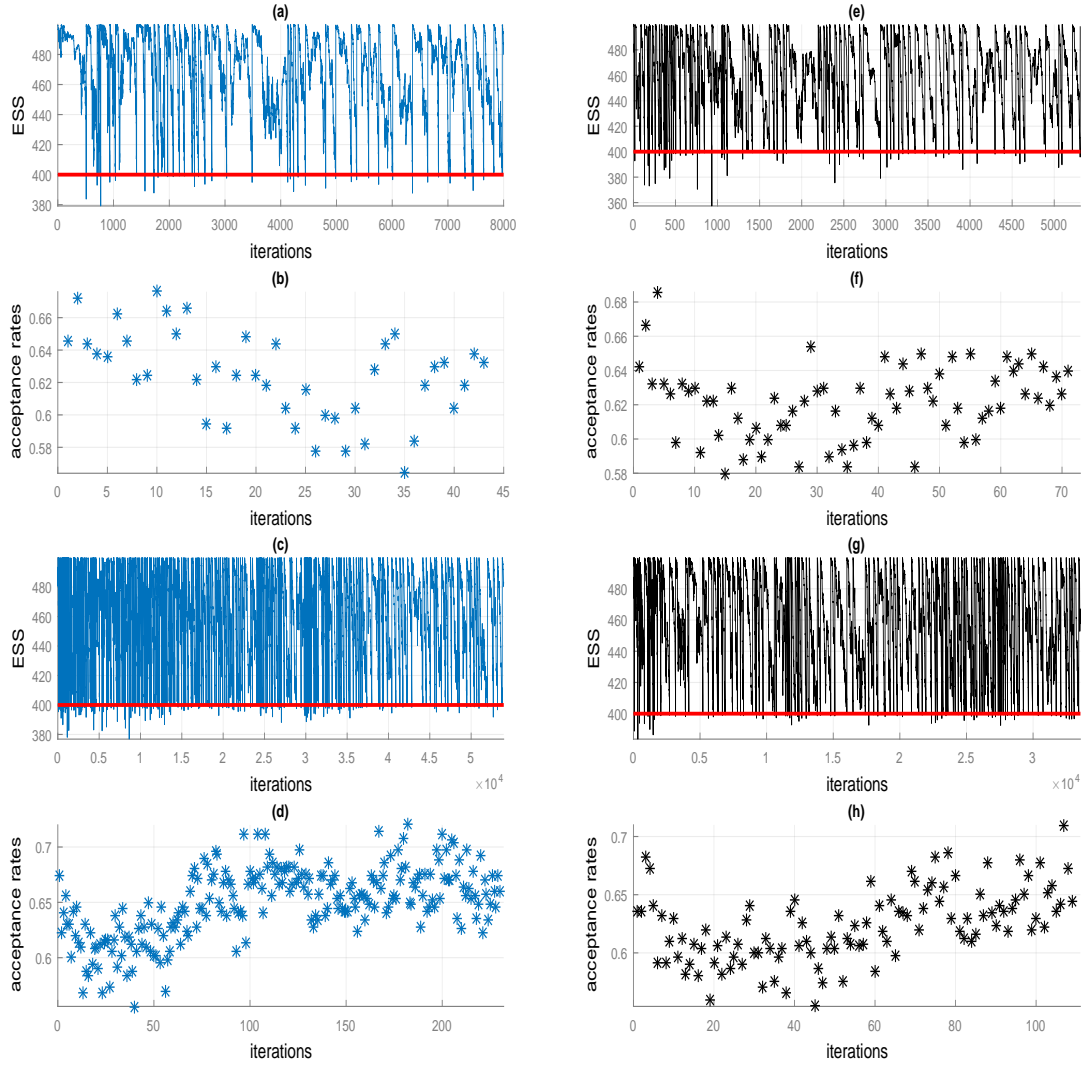 (a)
ESS
480
460
440
420
400
380
0 1000 2000 3000 4000 5000 6000 7000 8000
iterations
(e)
ESS
480
460
440
420
400
380
360
0 500 1000 1500 2000 2500 3000 3500 4000 4500 5000
iterations
(b)
acceptance rates
0.66
0.64
0.62
0.6
0.58
0 5 10 15 20 25 30 35 40 45
iterations
(f)
acceptance rates
0.68
0.66
0.64
0.62
0.6
0.58
0 10 20 30 40 50 60 70
iterations
(c)
ESS
480
460
440
420
400
380
0 0.5 1 1.5 2 2.5 3 3.5 4 4.5 5
×10⁴
iterations
(g)
ESS
480
460
440
420
400
0 0.5 1 1.5 2 2.5 3
×10⁴
iterations
(d)
acceptance rates
0.7
0.65
0.6
0 50 100 150 200
iterations
(h)
acceptance rates
0.7
0.65
0.6
0 20 40 60 80 100
iterations